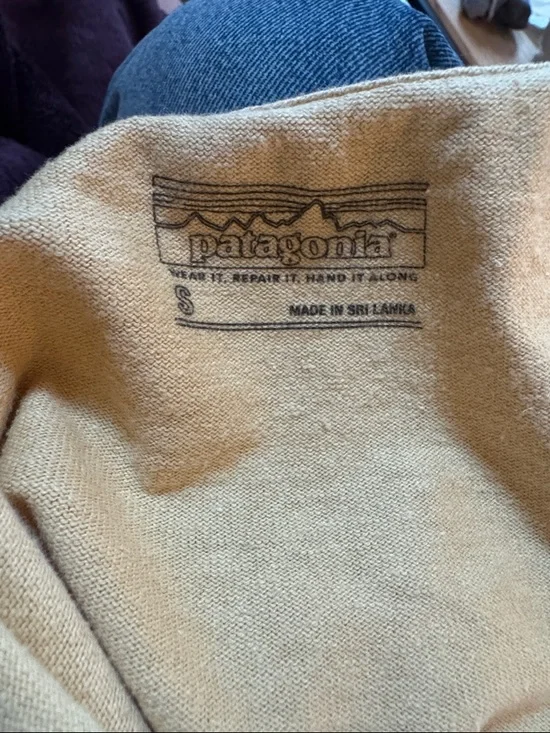 patagonia®
WEAR IT. REPAIR IT. HAND IT ALONG
S
MADE IN SRI LANKA